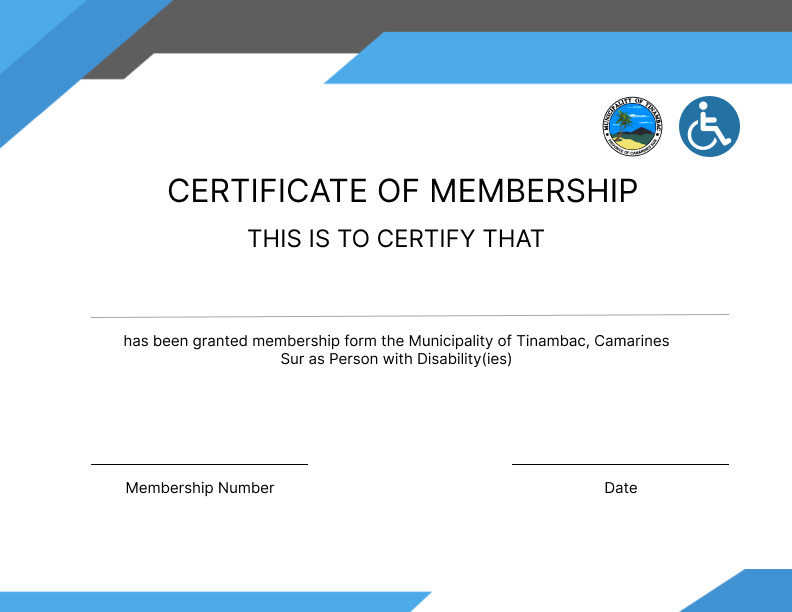 MUNICIPALITY OF TINAMBAC
PROVINCE OF CAMARINES SUR
CERTIFICATE OF MEMBERSHIP
THIS IS TO CERTIFY THAT
has been granted membership form the Municipality of Tinambac, Camarines
Sur as Person with Disability(ies)
Membership Number
Date